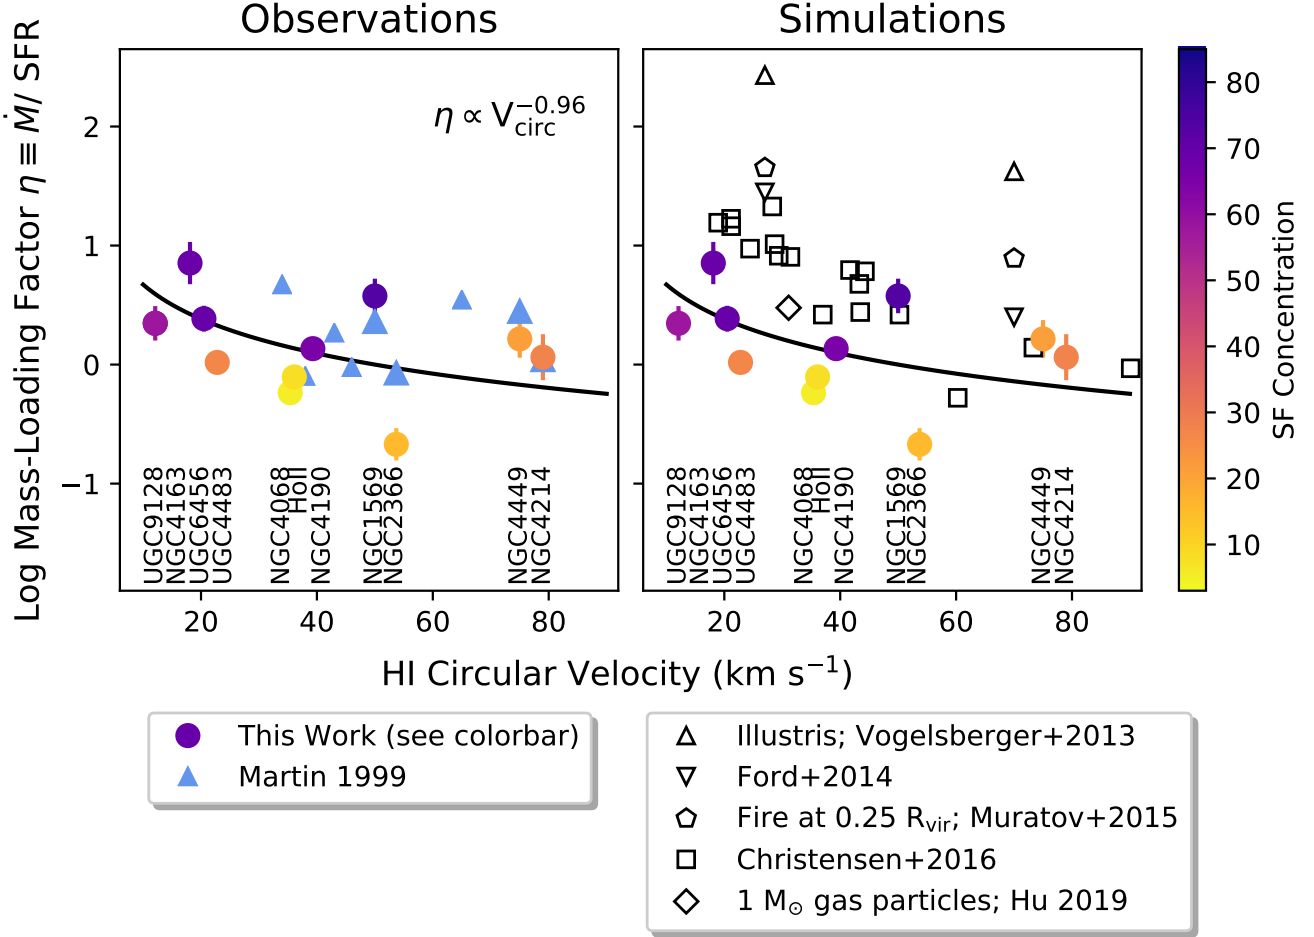 Observations
Simulations
Log Mass-Loading Factor η ≡ Ṁ/ SFR
η ∝ V_circ^−0.96
2
1
0
−1
UGC9128
NGC4163
UGC6456
UGC4483
NGC4068
HoII
NGC4190
NGC1569
NGC2366
NGC4449
NGC4214
20 40 60 80
UGC9128
NGC4163
UGC6456
UGC4483
NGC4068
HoII
NGC4190
NGC1569
NGC2366
NGC4449
NGC4214
20 40 60 80
80
70
60
50
40
30
20
10
SF Concentration
HI Circular Velocity (km s⁻¹)
This Work (see colorbar)
Martin 1999
Illustris; Vogelsberger+2013
Ford+2014
Fire at 0.25 R_vir; Muratov+2015
Christensen+2016
1 M_⊙ gas particles; Hu 2019